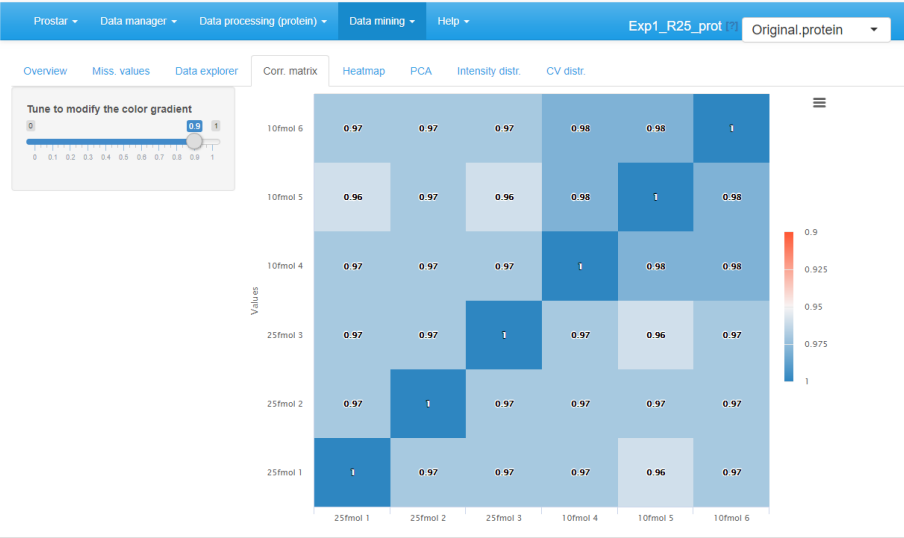 Prostar Data manager Data processing (protein) Data mining Help Exp1_R25_prot [?] Original.protein
Overview Miss. values Data explorer Corr. matrix Heatmap PCA Intensity distr. CV distr.
Tune to modify the color gradient
0 0.9 1
0 0.1 0.2 0.3 0.4 0.5 0.6 0.7 0.8 0.9 1
Values
10fmol 6 0.97 0.97 0.97 0.98 0.98 1
10fmol 5 0.96 0.97 0.96 0.98 1 0.98
10fmol 4 0.97 0.97 0.97 1 0.98 0.98
25fmol 3 0.97 0.97 1 0.97 0.96 0.97
25fmol 2 0.97 1 0.97 0.97 0.97 0.97
25fmol 1 1 0.97 0.97 0.97 0.96 0.97
25fmol 1 25fmol 2 25fmol 3 10fmol 4 10fmol 5 10fmol 6
0.9
0.925
0.95
0.975
1